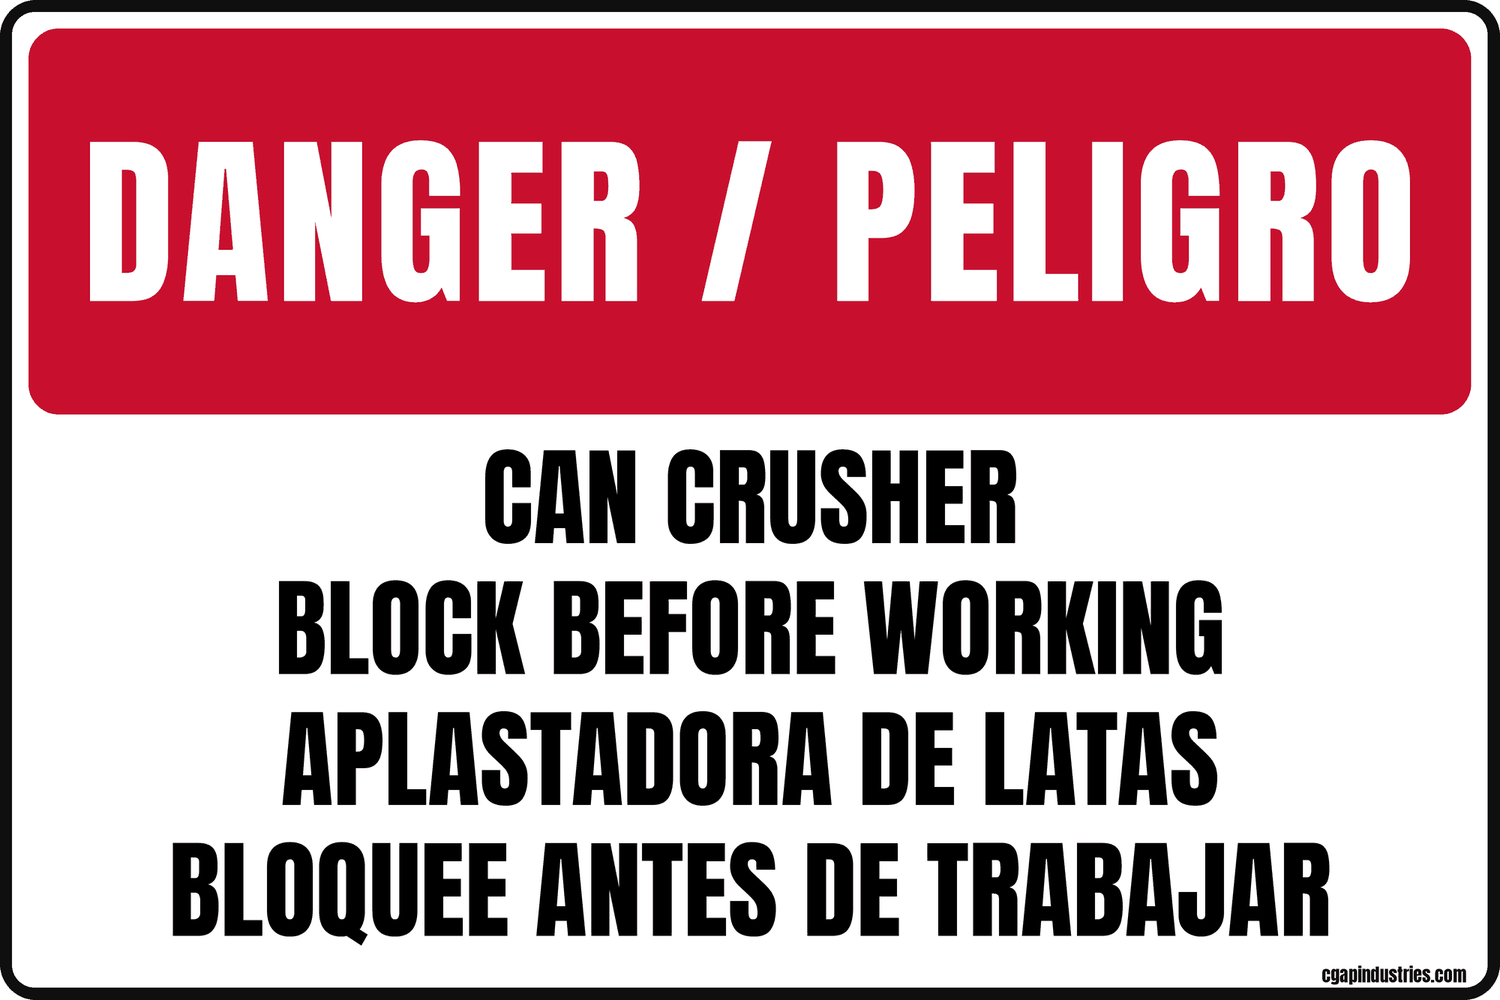 DANGER / PELIGRO
CAN CRUSHER
BLOCK BEFORE WORKING
APLASTADORA DE LATAS
BLOQUEE ANTES DE TRABAJAR
cgapindustries.com